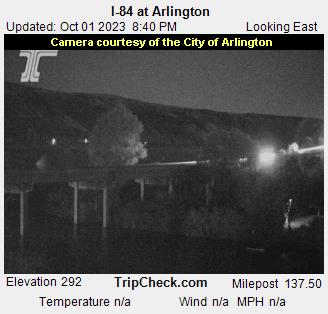 I-84 at Arlington
Updated: Oct 01 2023 8:40 PM Looking East
Camera courtesy of the City of Arlington
Elevation 292 TripCheck.com Milepost 137.50
Temperature n/a Wind n/a MPH n/a